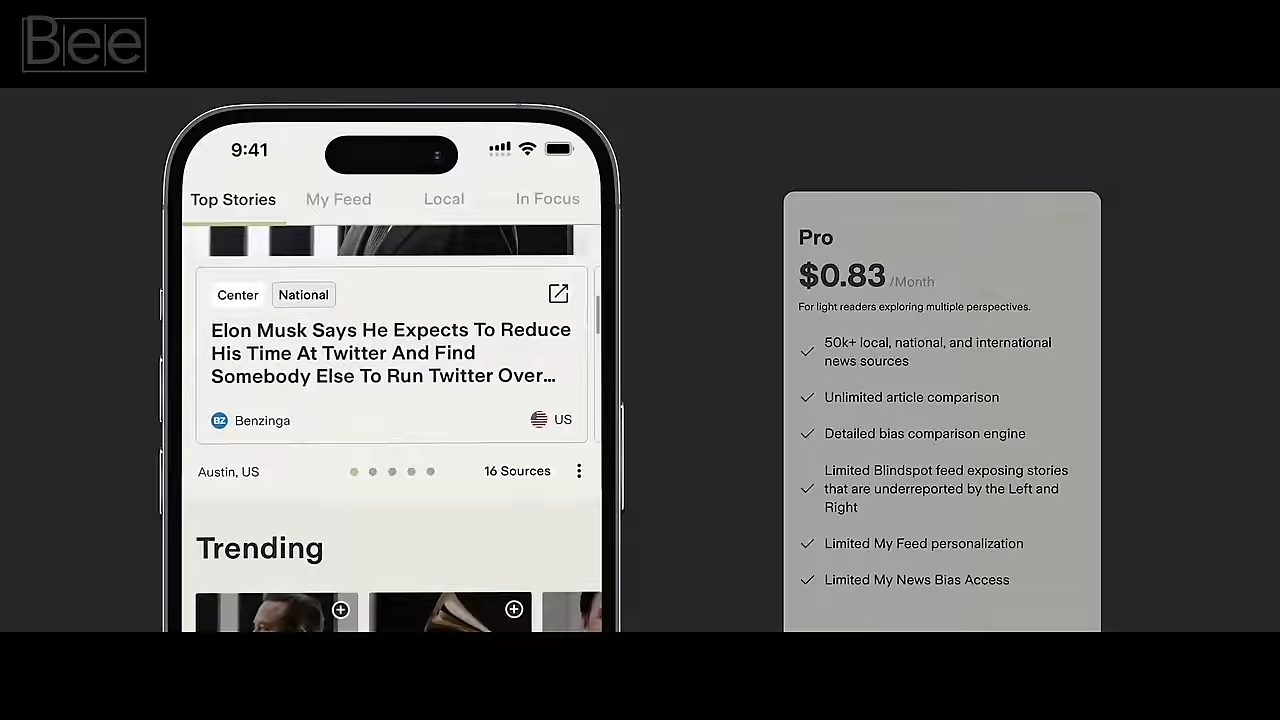 Bee
9:41
Top Stories My Feed Local In Focus
Center National
Elon Musk Says He Expects To Reduce
His Time At Twitter And Find
Somebody Else To Run Twitter Over...
BZ Benzinga US
Austin, US 16 Sources
Trending
Pro
$0.83 /Month
For light readers exploring multiple perspectives.
50k+ local, national, and international
news sources
Unlimited article comparison
Detailed bias comparison engine
Limited Blindspot feed exposing stories
that are underreported by the Left and
Right
Limited My Feed personalization
Limited My News Bias Access